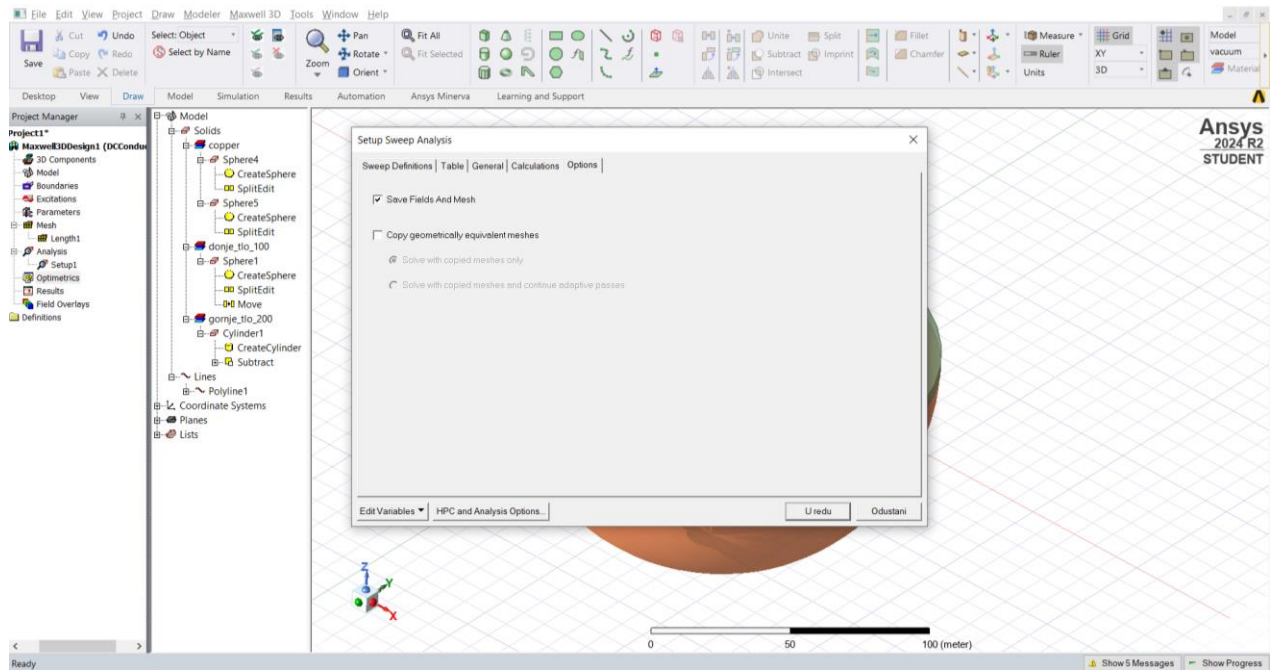 File Edit View Project Draw Modeler Maxwell 3D Tools Window Help
Save
Cut Undo
Copy Redo
Paste Delete
Select: Object
Select by Name
Zoom
Pan
Rotate
Orient
Fit All
Fit Selected
Unite Split
Subtract Imprint
Intersect
Fillet
Chamfer
Measure
Ruler
Units
Grid
XY
3D
Model
vacuum
Material
Desktop View Draw Model Simulation Results Automation Ansys Minerva Learning and Support
Project Manager
Project1*
Maxwell3DDesign1 (DCCondu
3D Components
Model
Boundaries
Excitations
Parameters
Mesh
Length1
Analysis
Setup1
Optimetrics
Results
Field Overlays
Definitions
Model
Solids
copper
Sphere4
CreateSphere
SplitEdit
Sphere5
CreateSphere
SplitEdit
donje_tlo_100
Sphere1
CreateSphere
SplitEdit
Move
gornje_tlo_200
Cylinder1
CreateCylinder
Subtract
Lines
Polyline1
Coordinate Systems
Planes
Lists
Ansys
2024 R2
STUDENT
Setup Sweep Analysis
Sweep Definitions Table General Calculations Options
Save Fields And Mesh
Copy geometrically equivalent meshes
Solve with copied meshes only
Solve with copied meshes and continue adaptive passes
Edit Variables HPC and Analysis Options... U redu Odustani
Z
Y
X
0 50 100 (meter)
Ready Show 5 Messages Show Progress